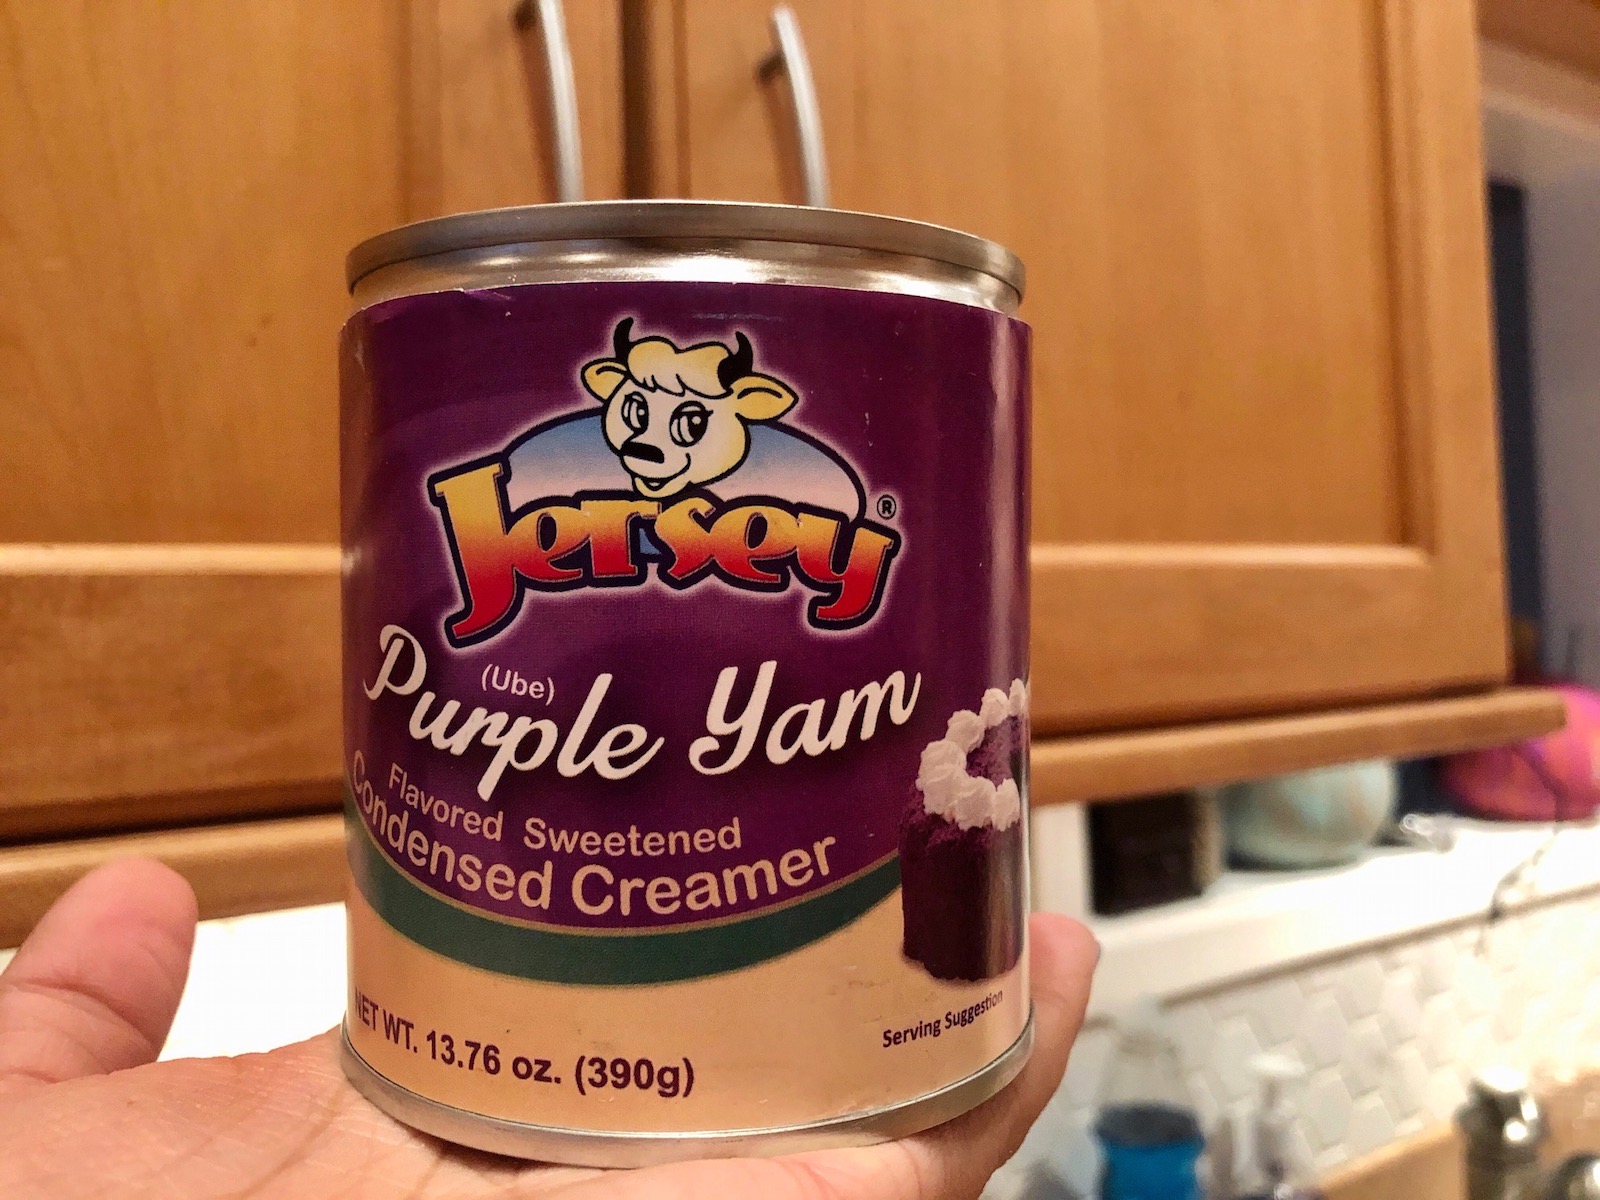 Jersey®
(Ube)
Purple Yam
Flavored Sweetened
Condensed Creamer
NET WT. 13.76 oz. (390g)
Serving Suggestion